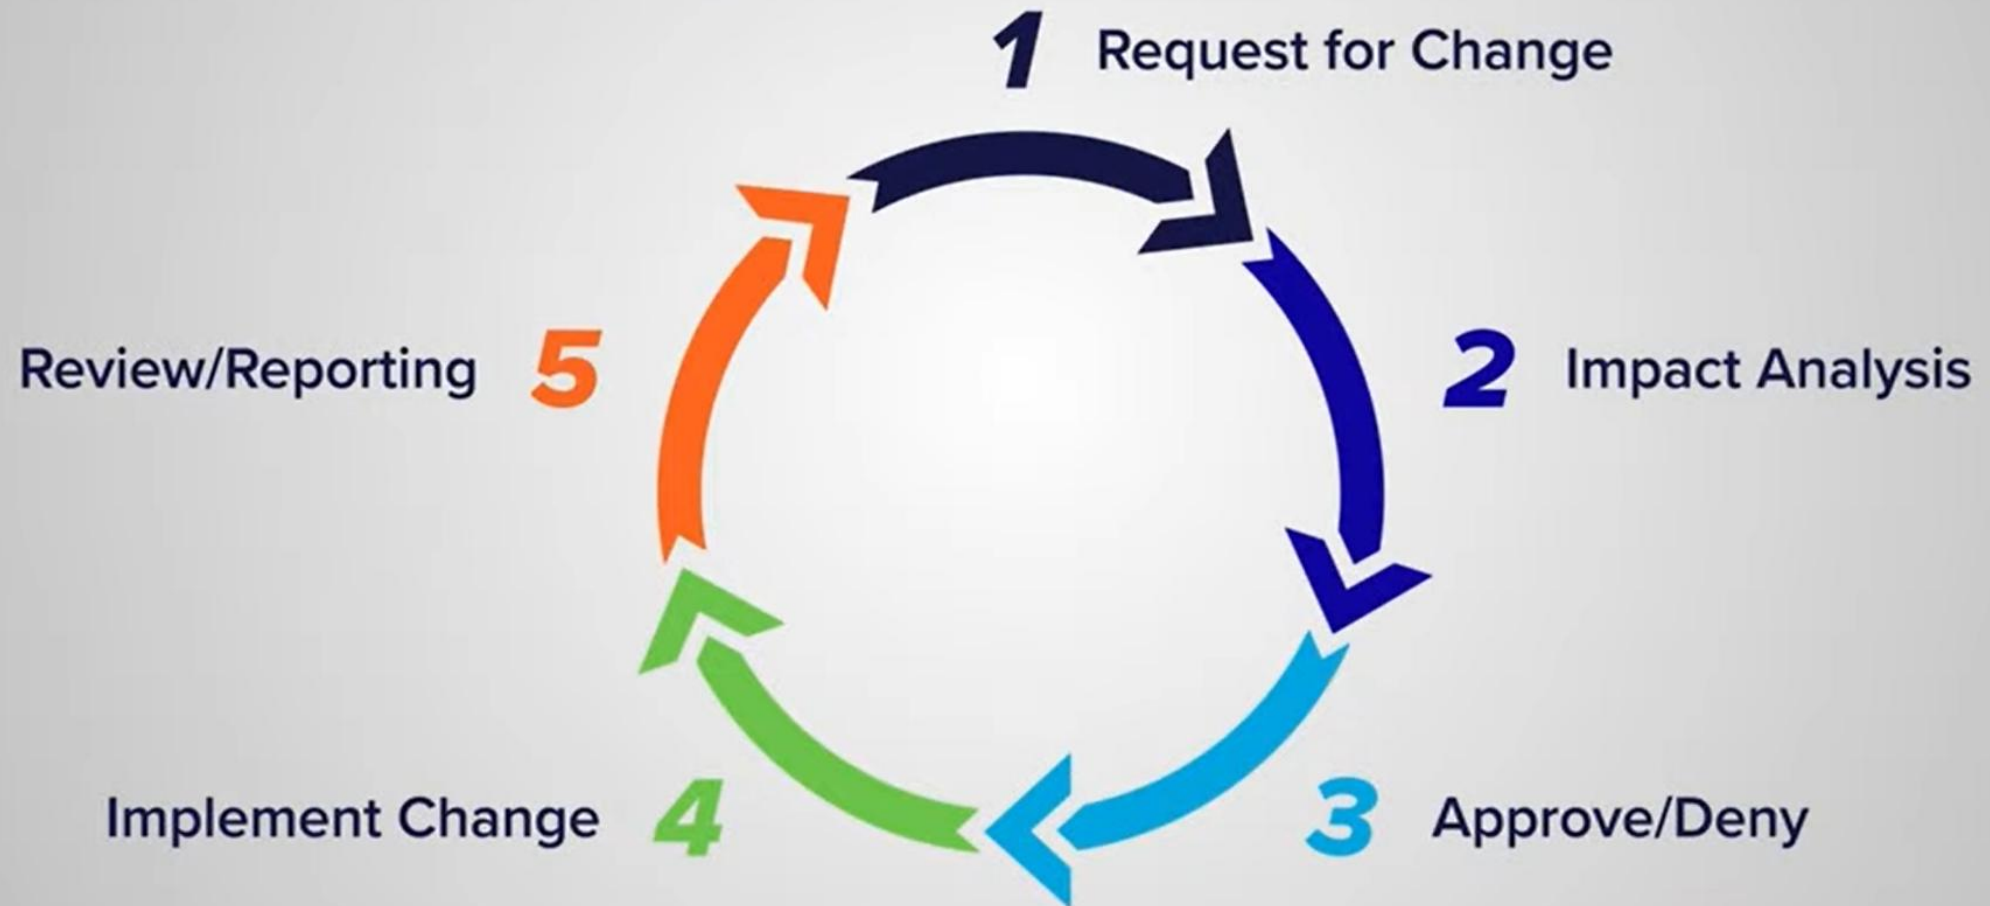 1 Request for Change
2 Impact Analysis
3 Approve/Deny
4 Implement Change
5 Review/Reporting